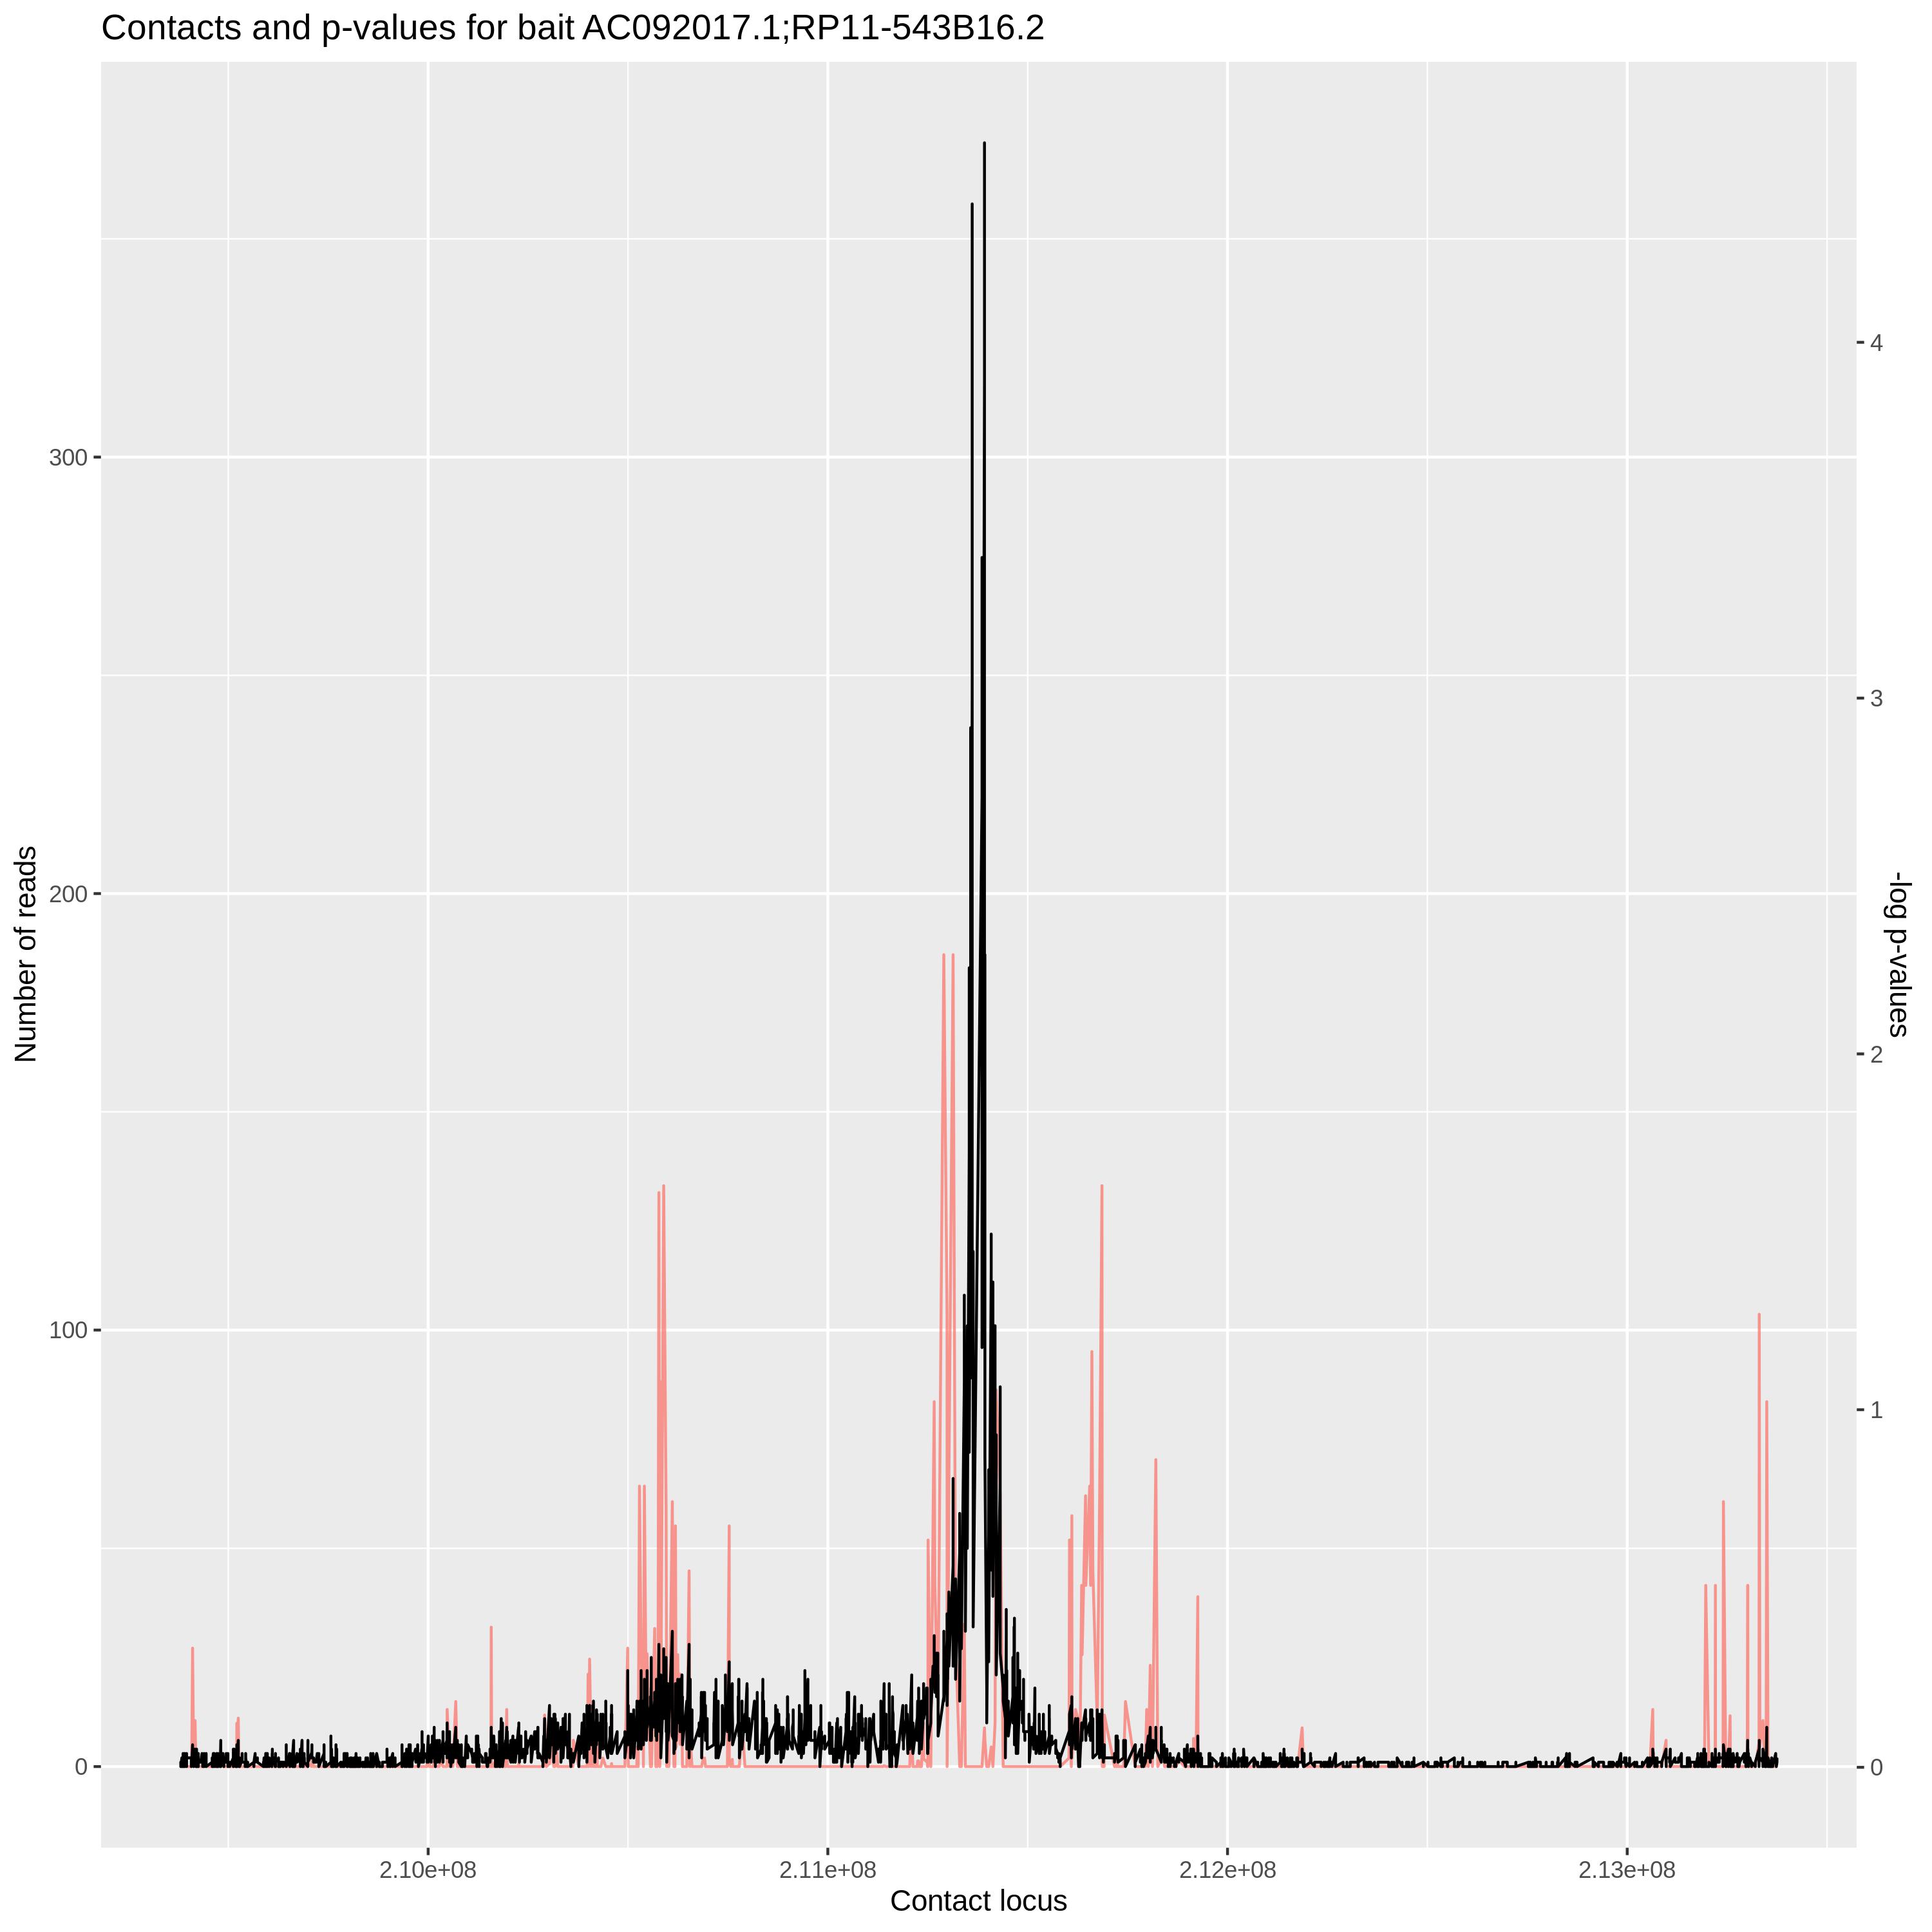 Contacts and p-values for bait AC092017.1;RP11-543B16.2
Number of reads
300
200
100
0
4
3
2
1
0
-log p-values
2.10e+08
2.11e+08
2.12e+08
2.13e+08
Contact locus